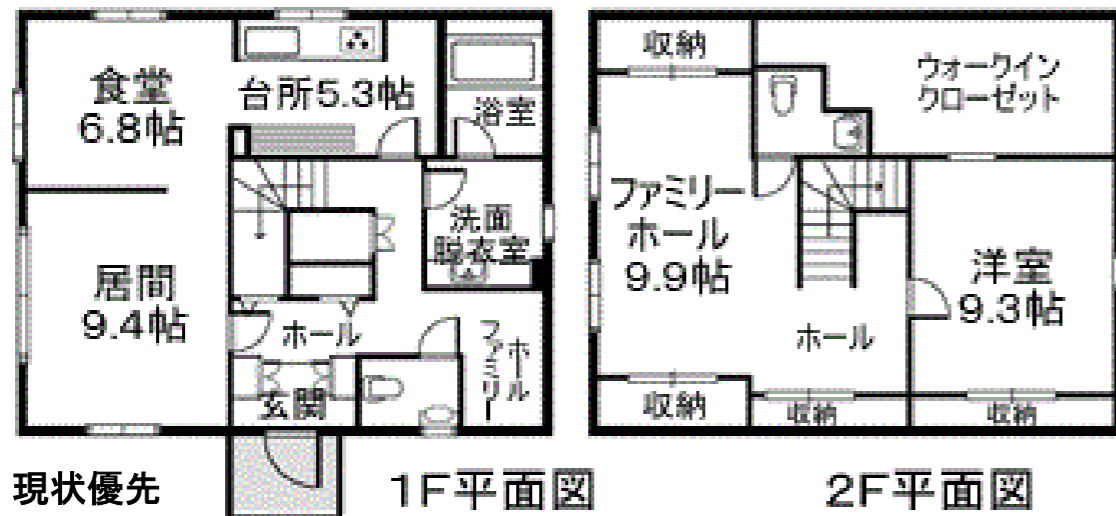 食堂
6.8帖
台所5.3帖
浴室
洗面
脱衣室
居間
9.4帖
ホール
ファミリー
ホール
玄関
現状優先
1F平面図
収納
ウォークイン
クローゼット
ファミリー
ホール
9.9帖
洋室
9.3帖
ホール
収納
収納
収納
2F平面図